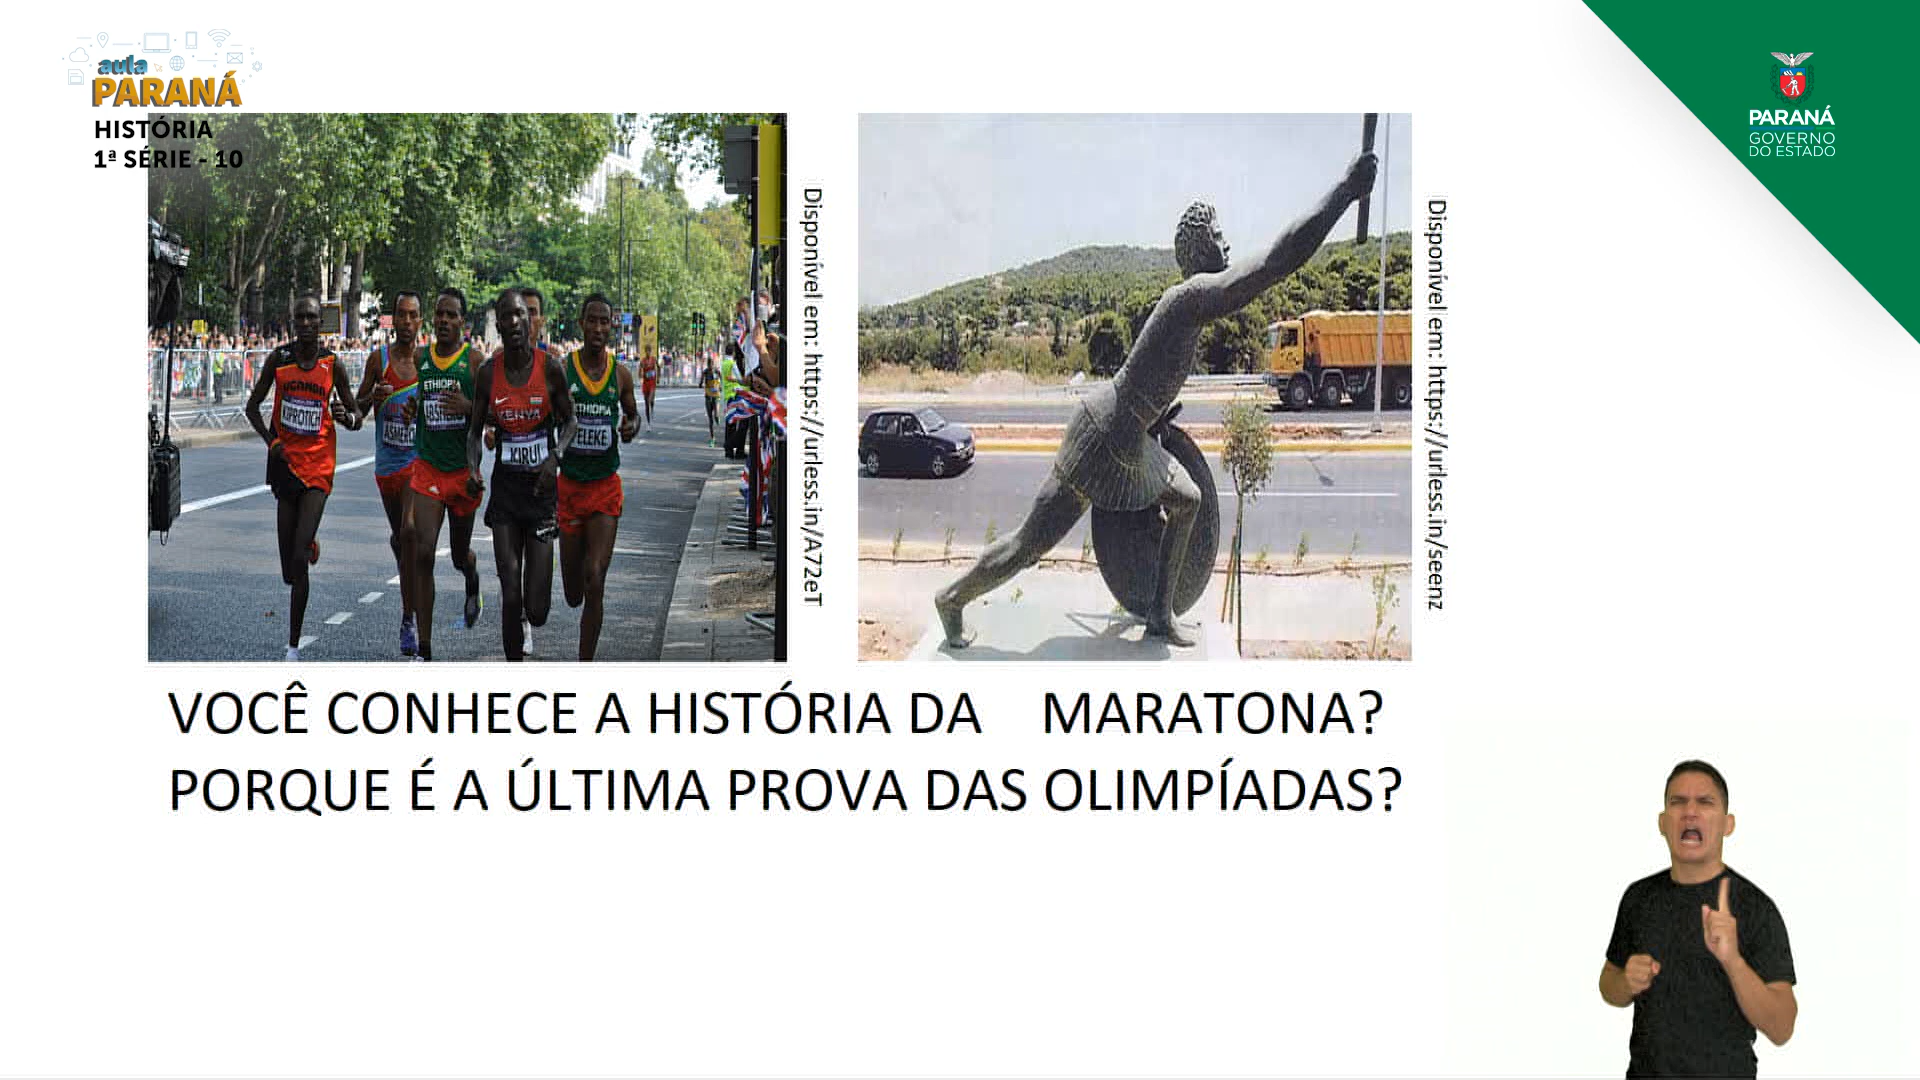 aula
PARANÁ
HISTÓRIA
1ª SÉRIE - 10
PARANÁ
GOVERNO
DO ESTADO
UGANDA
KIPROTICH
ETHIOPIA
KENYA
KIRUI
ETHIOPIA
Disponível em: https://urless.in/A72eT
Disponível em: https://urless.in/seenz
VOCÊ CONHECE A HISTÓRIA DA MARATONA?
PORQUE É A ÚLTIMA PROVA DAS OLIMPÍADAS?